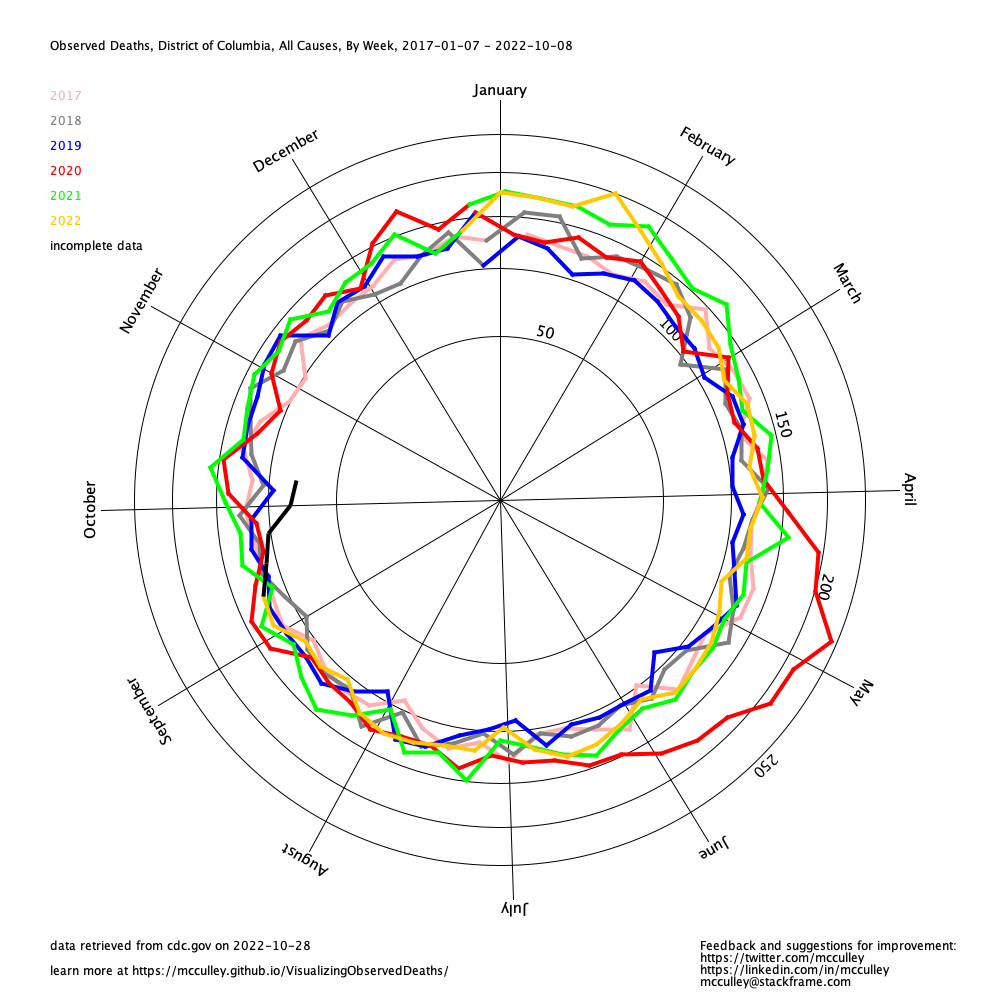 Observed Deaths, District of Columbia, All Causes, By Week, 2017-01-07 - 2022-10-08
January
2017
2018
2019
2020
2021
2022
incomplete data
December
February
November
March
50
100
150
October
April
200
September
May
250
August
June
July
data retrieved from cdc.gov on 2022-10-28
learn more at https://mcculley.github.io/VisualizingObservedDeaths/
Feedback and suggestions for improvement:
https://twitter.com/mcculley
https://linkedin.com/in/mcculley
mcculley@stackframe.com